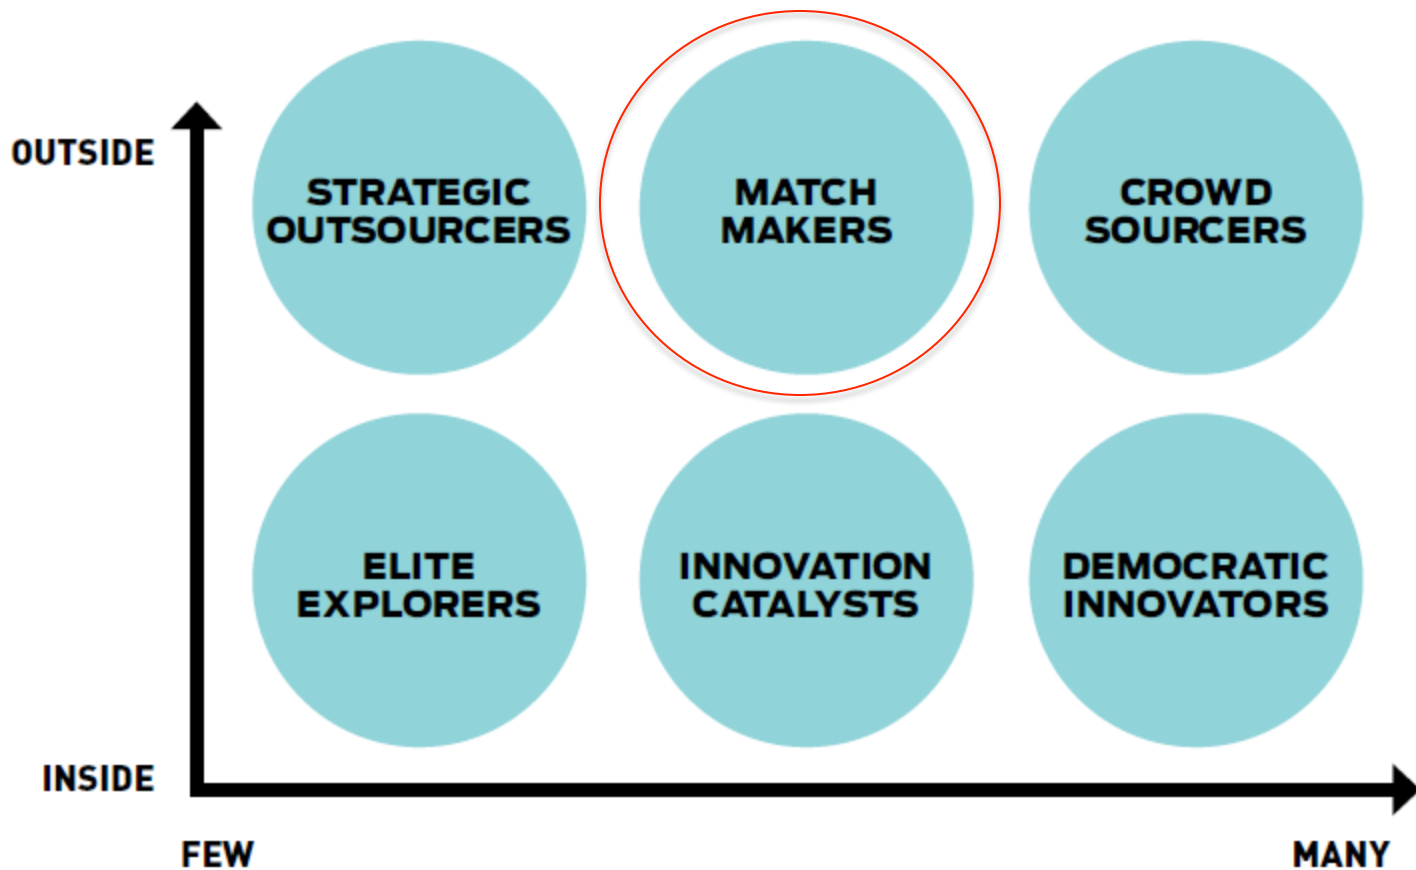 OUTSIDE
STRATEGIC
OUTSOURCERS
MATCH
MAKERS
CROWD
SOURCERS
ELITE
EXPLORERS
INNOVATION
CATALYSTS
DEMOCRATIC
INNOVATORS
INSIDE
FEW
MANY